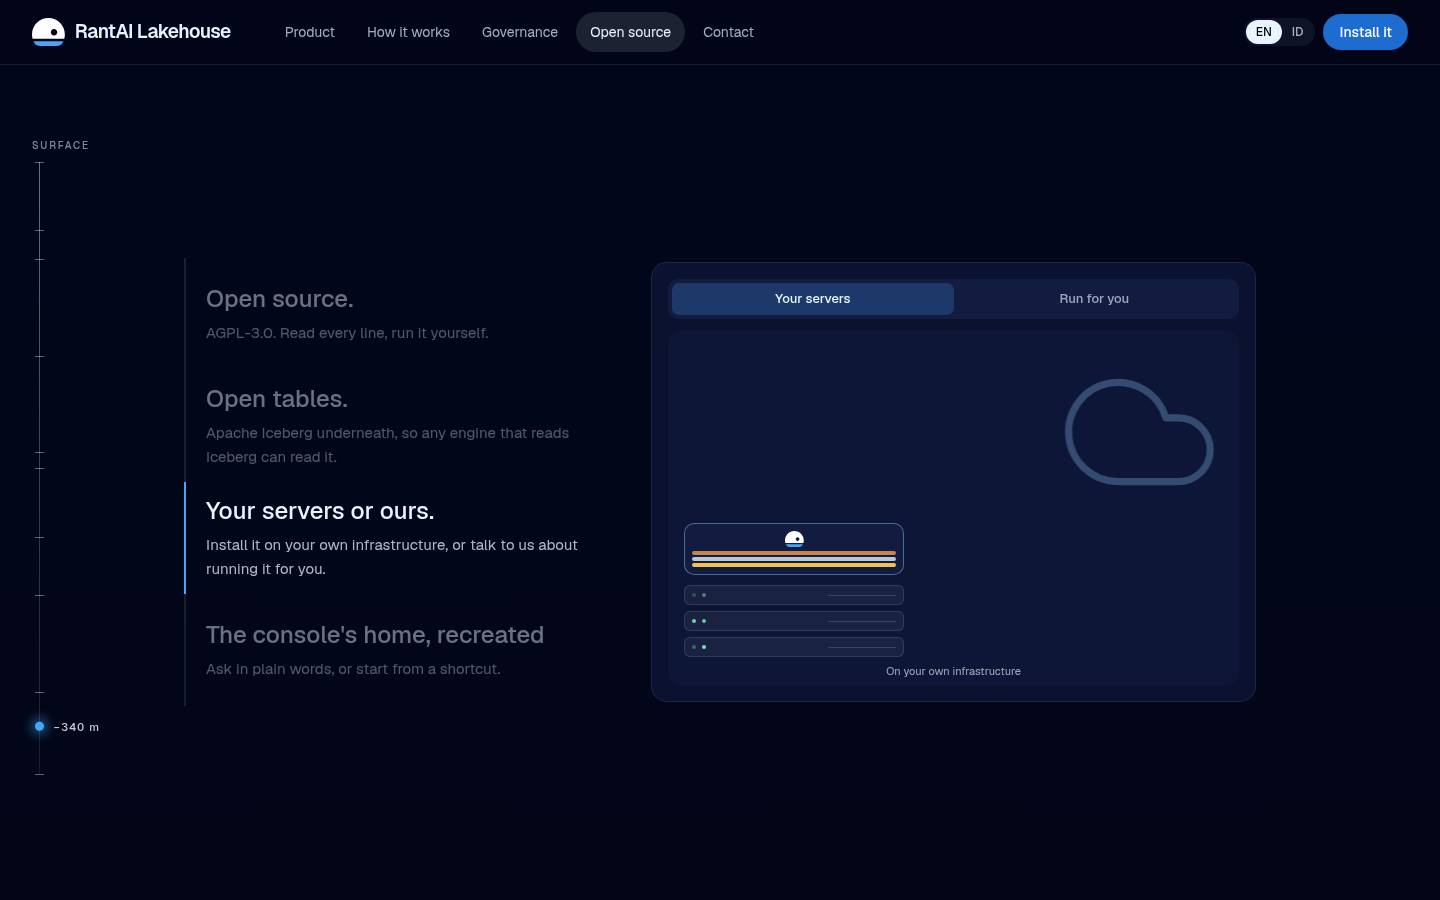 RantAI Lakehouse
Product
How it works
Governance
Open source
Contact
EN
ID
Install it
SURFACE
Open source.
AGPL-3.0. Read every line, run it yourself.
Open tables.
Apache Iceberg underneath, so any engine that reads
Iceberg can read it.
Your servers or ours.
Install it on your own infrastructure, or talk to us about
running it for you.
The console's home, recreated
Ask in plain words, or start from a shortcut.
−340 m
Your servers
Run for you
On your own infrastructure